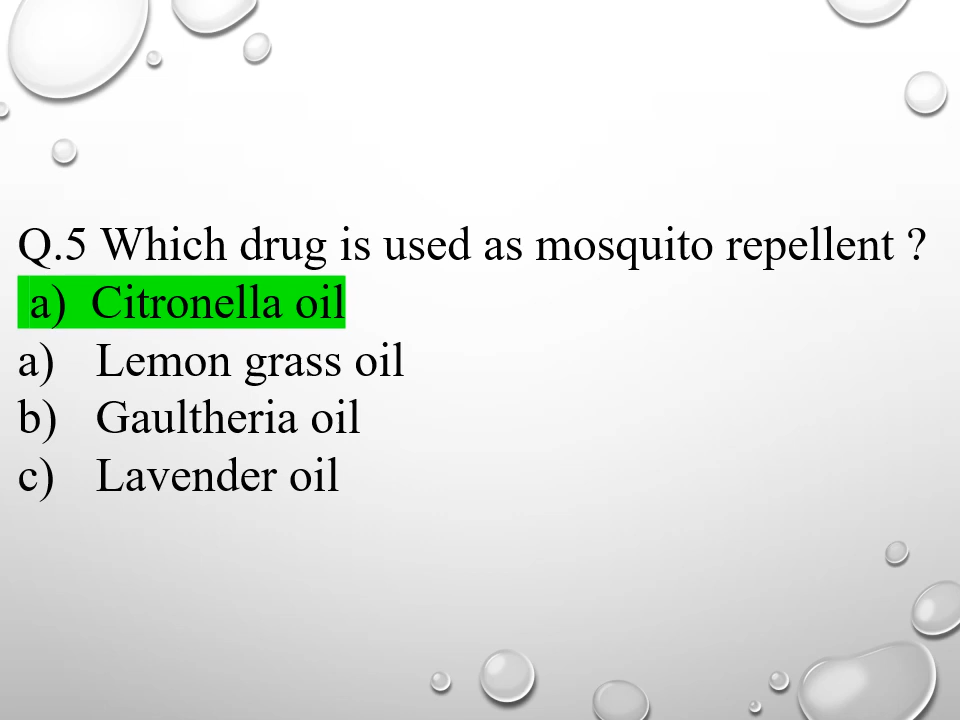 Q.5 Which drug is used as mosquito repellent ?
a) Citronella oil
a) Lemon grass oil
b) Gaultheria oil
c) Lavender oil